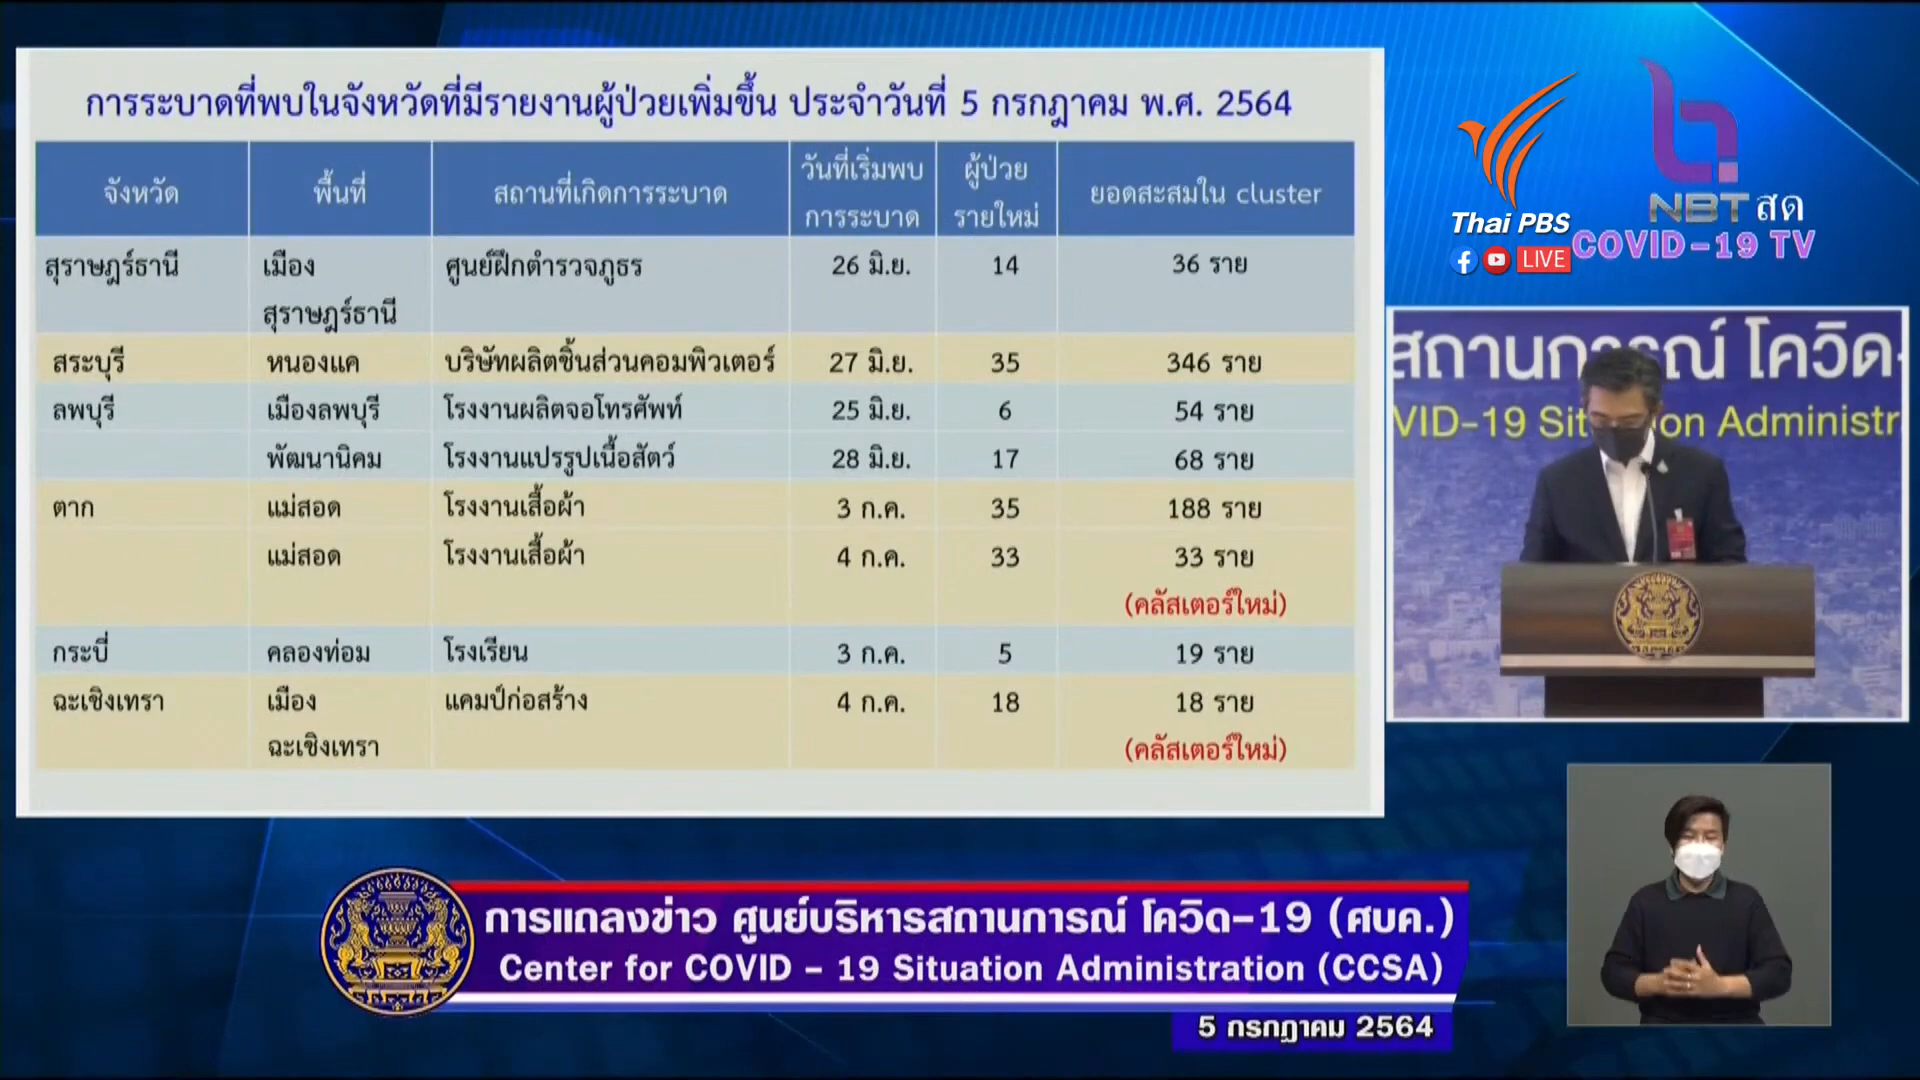 การระบาดที่พบในจังหวัดที่มีรายงานผู้ป่วยเพิ่มขึ้น ประจำวันที่ 5 กรกฎาคม พ.ศ. 2564
จังหวัด พื้นที่ สถานที่เกิดการระบาด วันที่เริ่มพบการระบาด ผู้ป่วยรายใหม่ ยอดสะสมใน cluster
สุราษฎร์ธานี เมือง ศูนย์ฝึกตำรวจภูธร 26 มิ.ย. 14 36 ราย
สุราษฎร์ธานี
สระบุรี หนองแค บริษัทผลิตชิ้นส่วนคอมพิวเตอร์ 27 มิ.ย. 35 346 ราย
ลพบุรี เมืองลพบุรี โรงงานผลิตจอโทรศัพท์ 25 มิ.ย. 6 54 ราย
พัฒนานิคม โรงงานแปรรูปเนื้อสัตว์ 28 มิ.ย. 17 68 ราย
ตาก แม่สอด โรงงานเสื้อผ้า 3 ก.ค. 35 188 ราย
แม่สอด โรงงานเสื้อผ้า 4 ก.ค. 33 33 ราย
(คลัสเตอร์ใหม่)
กระบี่ คลองท่อม โรงเรียน 3 ก.ค. 5 19 ราย
ฉะเชิงเทรา เมือง แคมป์ก่อสร้าง 4 ก.ค. 18 18 ราย
ฉะเชิงเทรา (คลัสเตอร์ใหม่)
Thai PBS
LIVE
NBT สด
COVID-19 TV
สถานการณ์ โควิด-
VID-19 Situation Administr
การแถลงข่าว ศูนย์บริหารสถานการณ์ โควิด-19 (ศบค.)
Center for COVID - 19 Situation Administration (CCSA)
5 กรกฎาคม 2564